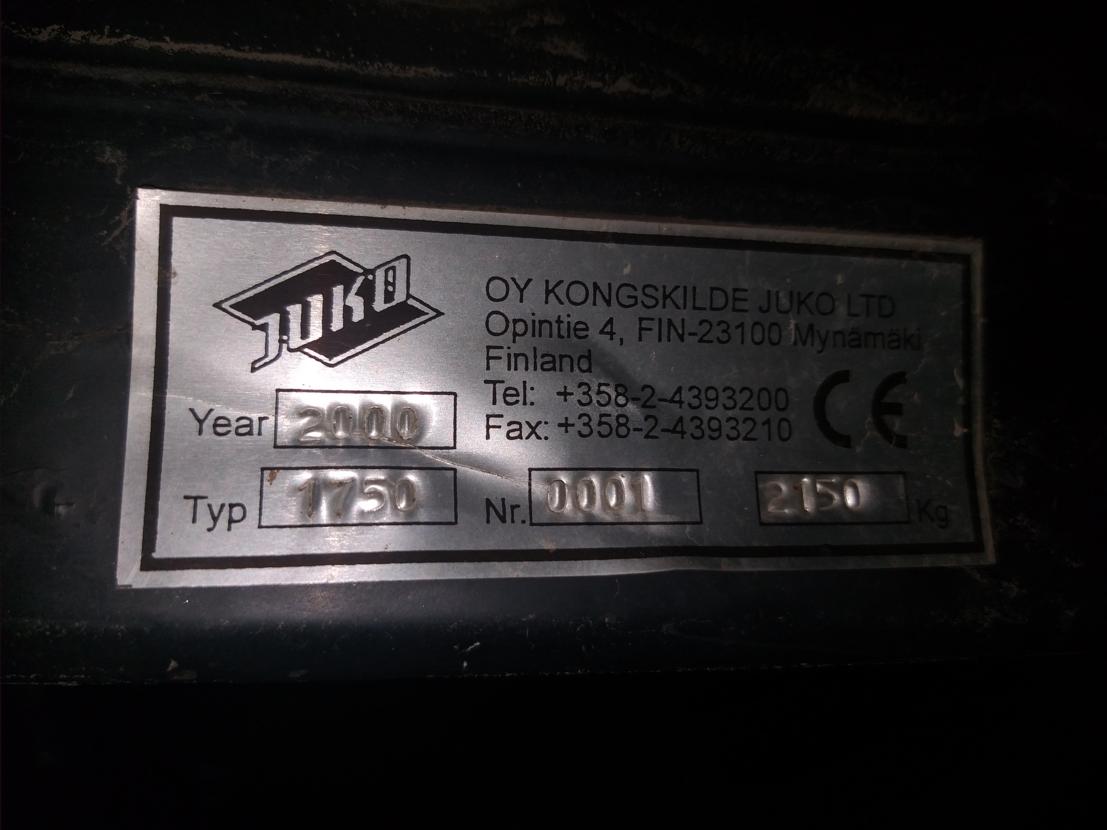 JUKO
OY KONGSKILDE JUKO LTD
Opintie 4, FIN-23100 Mynämäki
Finland
Tel: +358-2-4393200
Fax: +358-2-4393210
CE
Year 2000
Typ 1750
Nr. 0001
2150 Kg